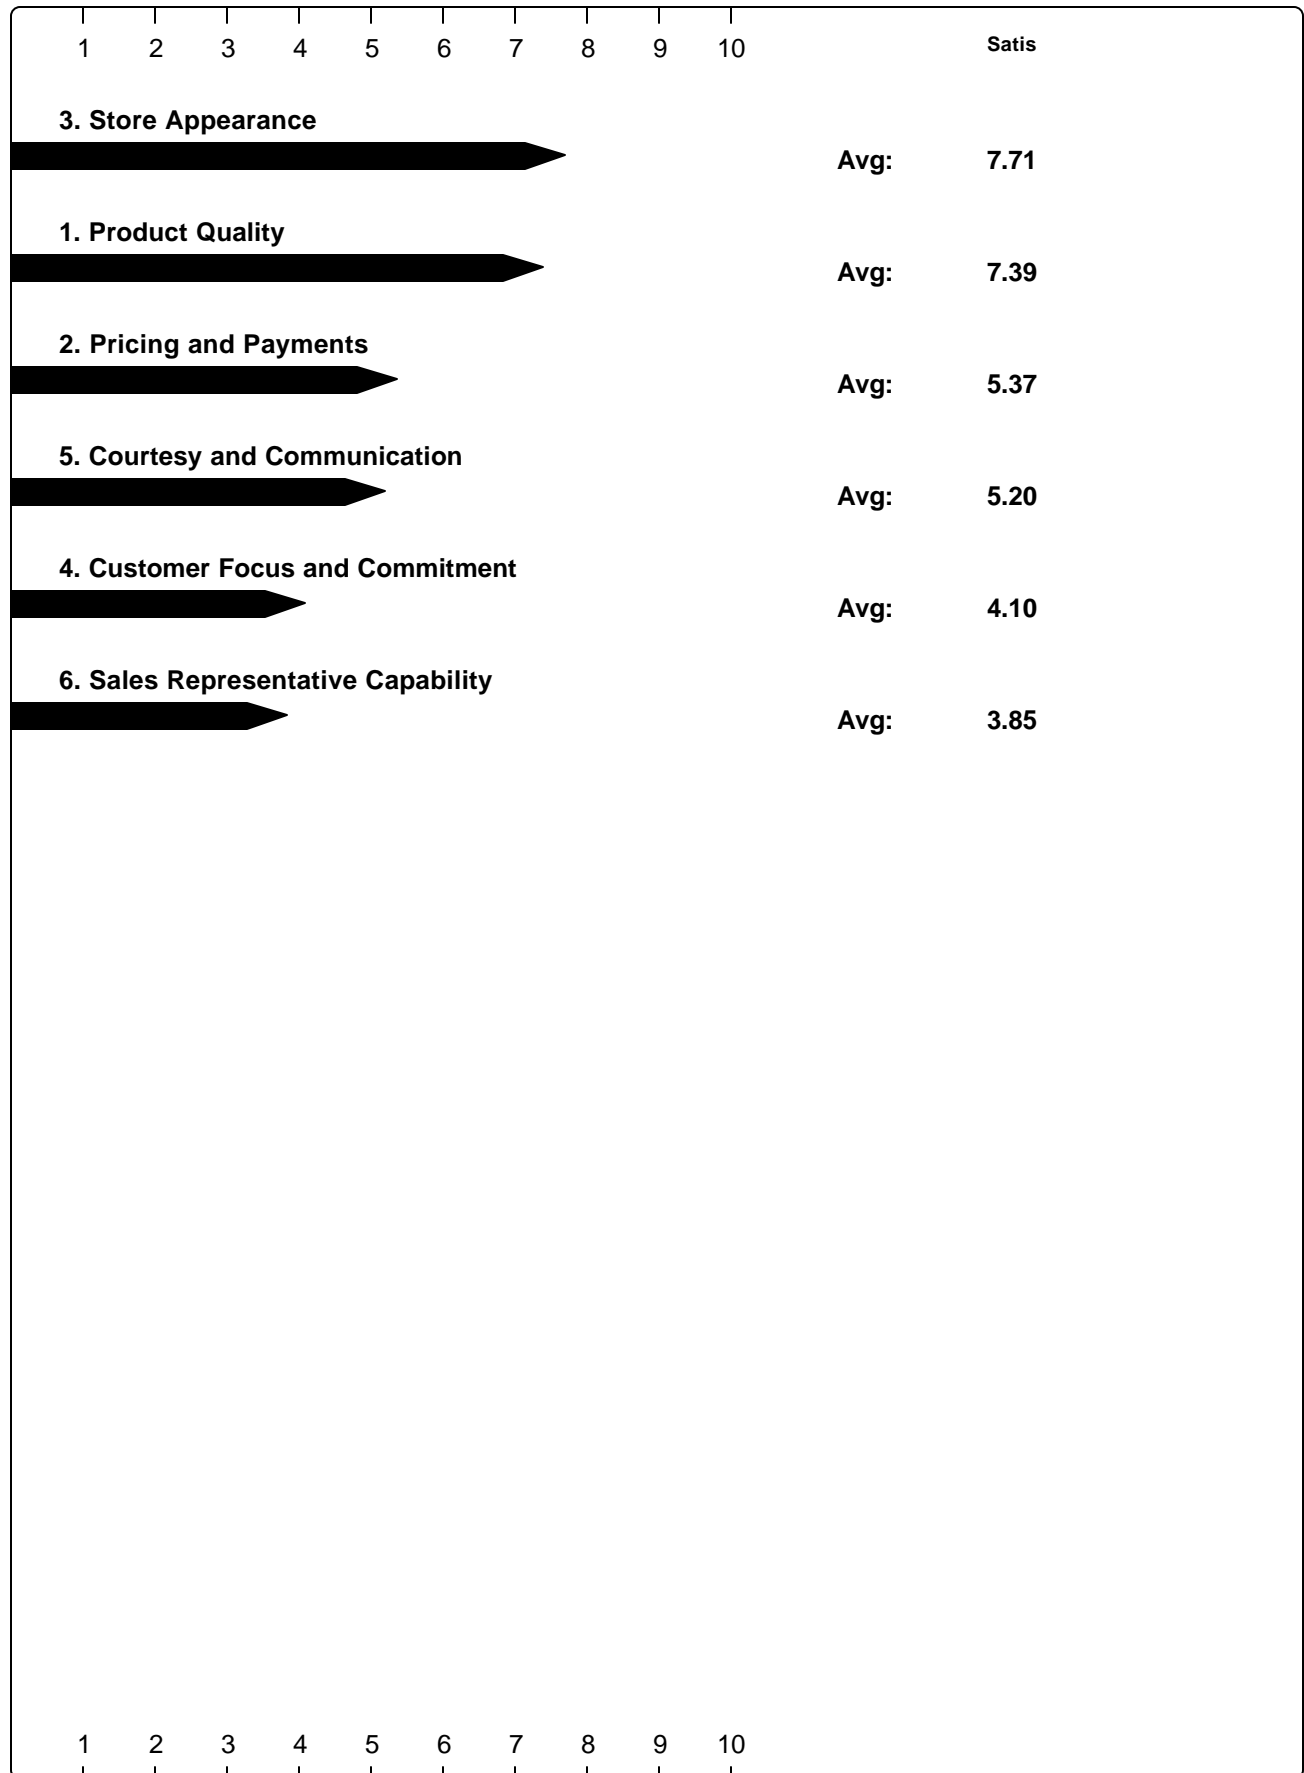 1 2 3 4 5 6 7 8 9 10 Satis
3. Store Appearance
Avg: 7.71
1. Product Quality
Avg: 7.39
2. Pricing and Payments
Avg: 5.37
5. Courtesy and Communication
Avg: 5.20
4. Customer Focus and Commitment
Avg: 4.10
6. Sales Representative Capability
Avg: 3.85
1 2 3 4 5 6 7 8 9 10